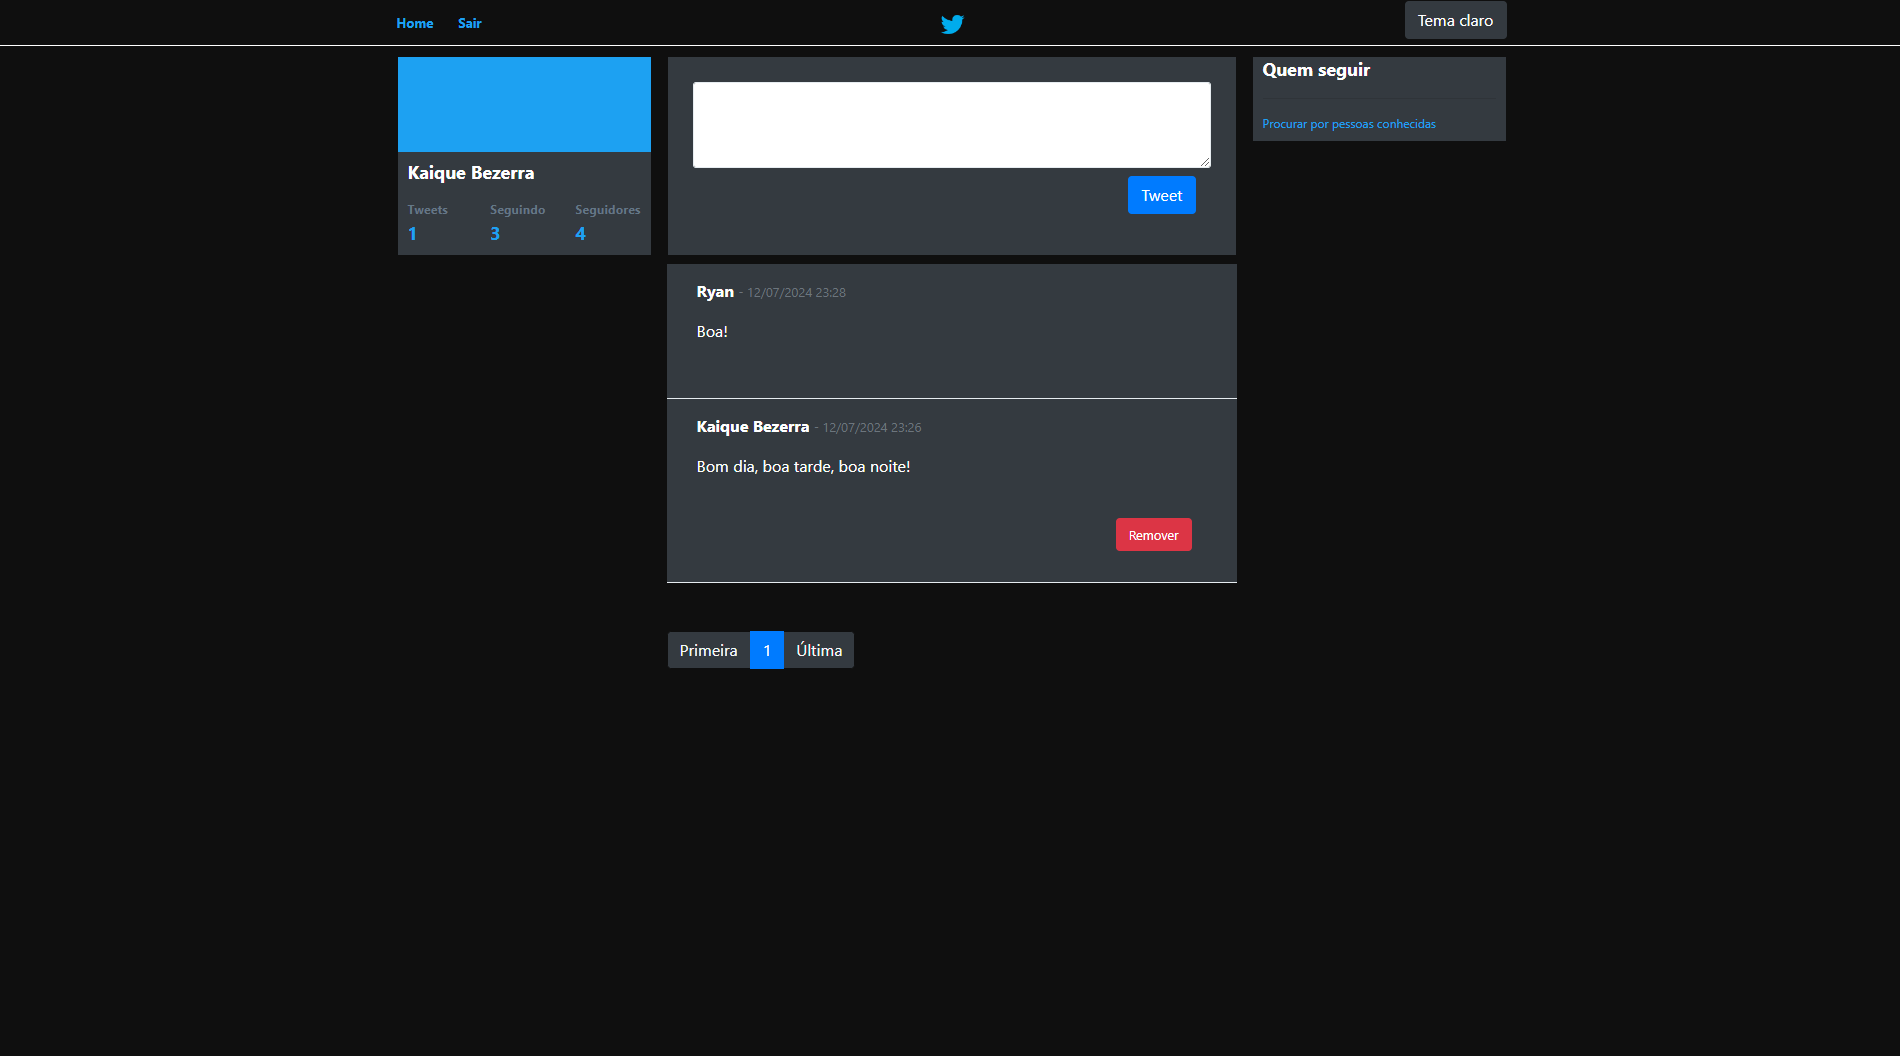 Home Sair Tema claro
Kaique Bezerra
Tweets Seguindo Seguidores
1 3 4
Tweet
Ryan - 12/07/2024 23:28
Boa!
Kaique Bezerra - 12/07/2024 23:26
Bom dia, boa tarde, boa noite!
Remover
Primeira 1 Última
Quem seguir
Procurar por pessoas conhecidas